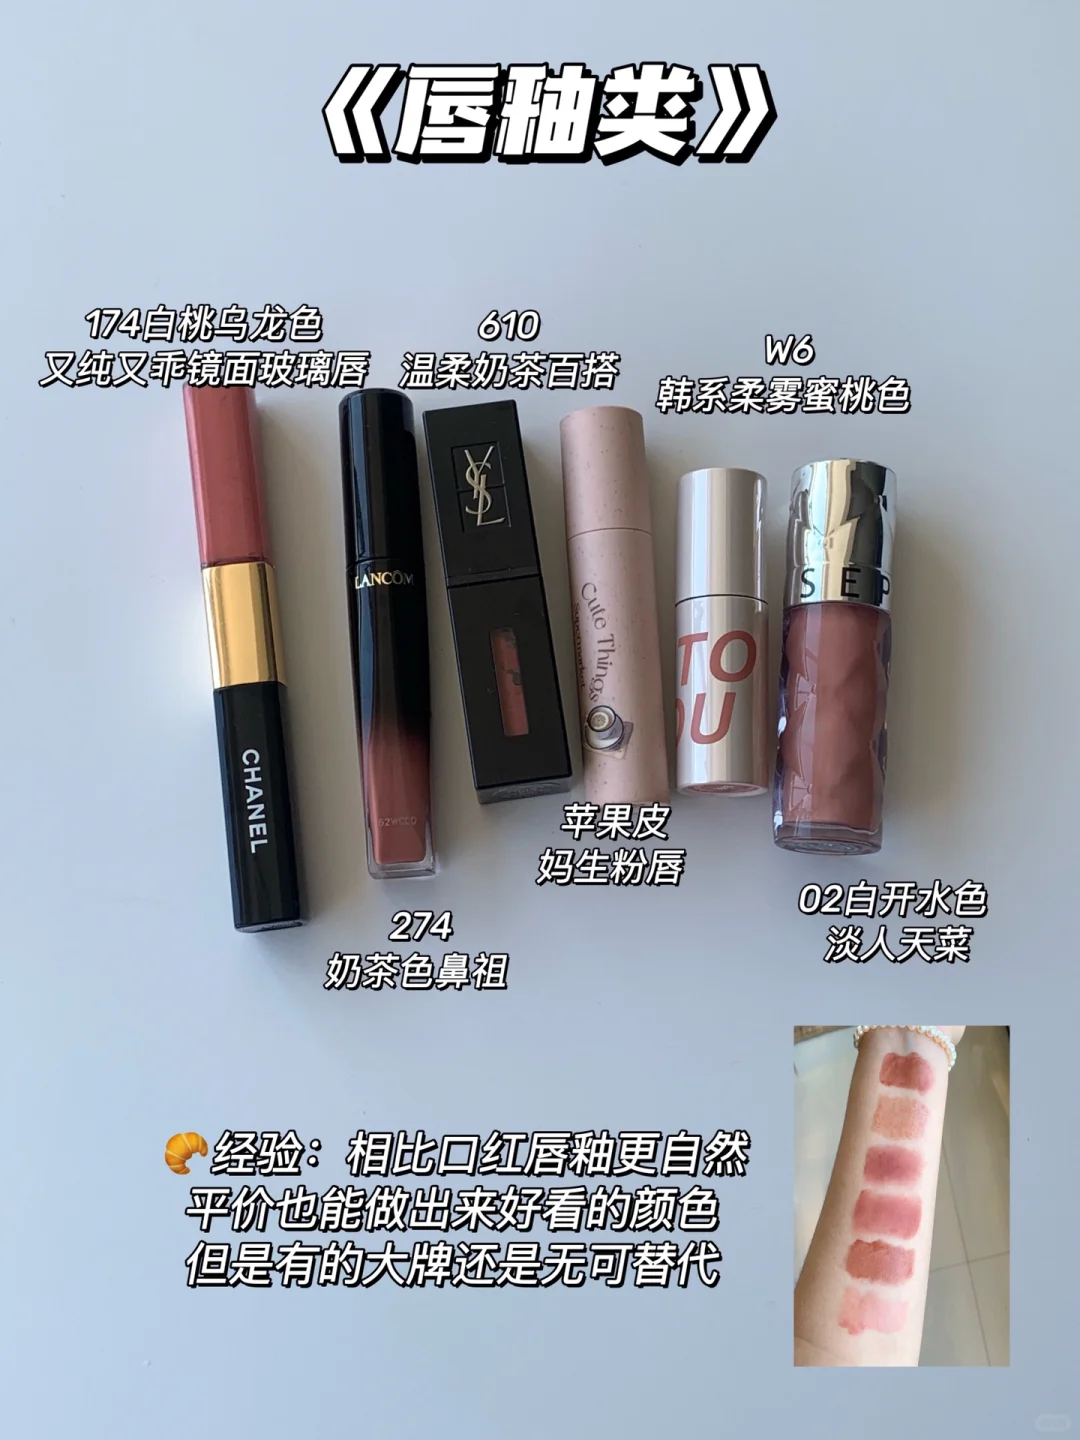 《唇釉类》
174白桃乌龙色
又纯又乖镜面玻璃唇
610
温柔奶茶百搭
W6
韩系柔雾蜜桃色
LANCÔM
YSL
SEP
Cute Things
Supermarket
TO
OU
CHANEL
苹果皮
妈生粉唇
02白开水色
淡人天菜
274
奶茶色鼻祖
🥐经验：相比口红唇釉更自然
平价也能做出来好看的颜色
但是有的大牌还是无可替代